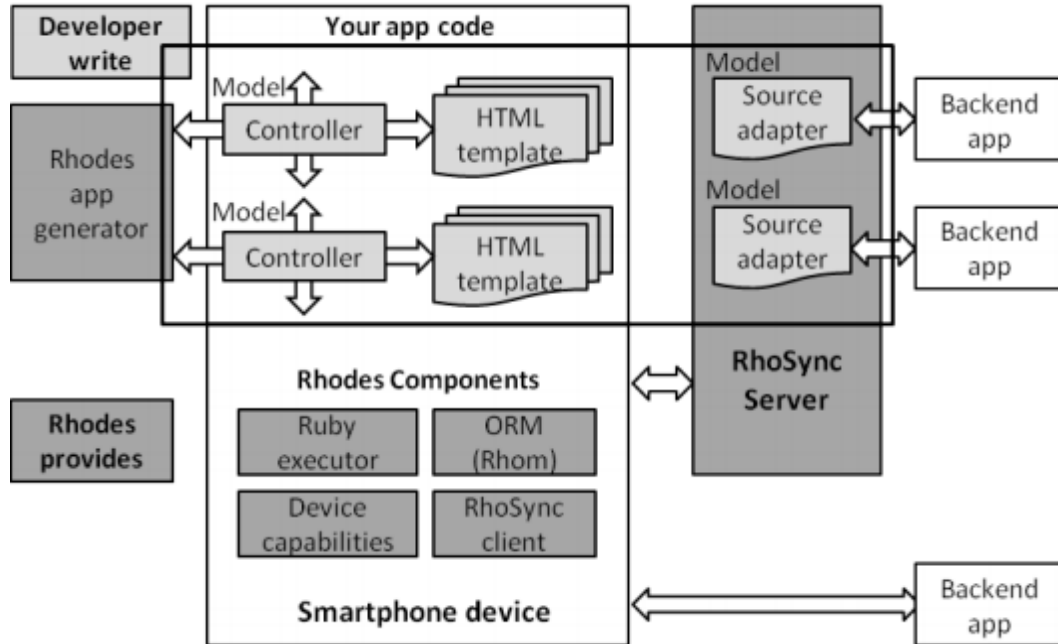 Developer
write
Your app code
Model
Controller
HTML
template
Model
Source
adapter
Backend
app
Rhodes
app
generator
Model
Controller
HTML
template
Model
Source
adapter
Backend
app
Rhodes Components
RhoSync
Server
Rhodes
provides
Ruby
executor
ORM
(Rhom)
Device
capabilities
RhoSync
client
Smartphone device
Backend
app